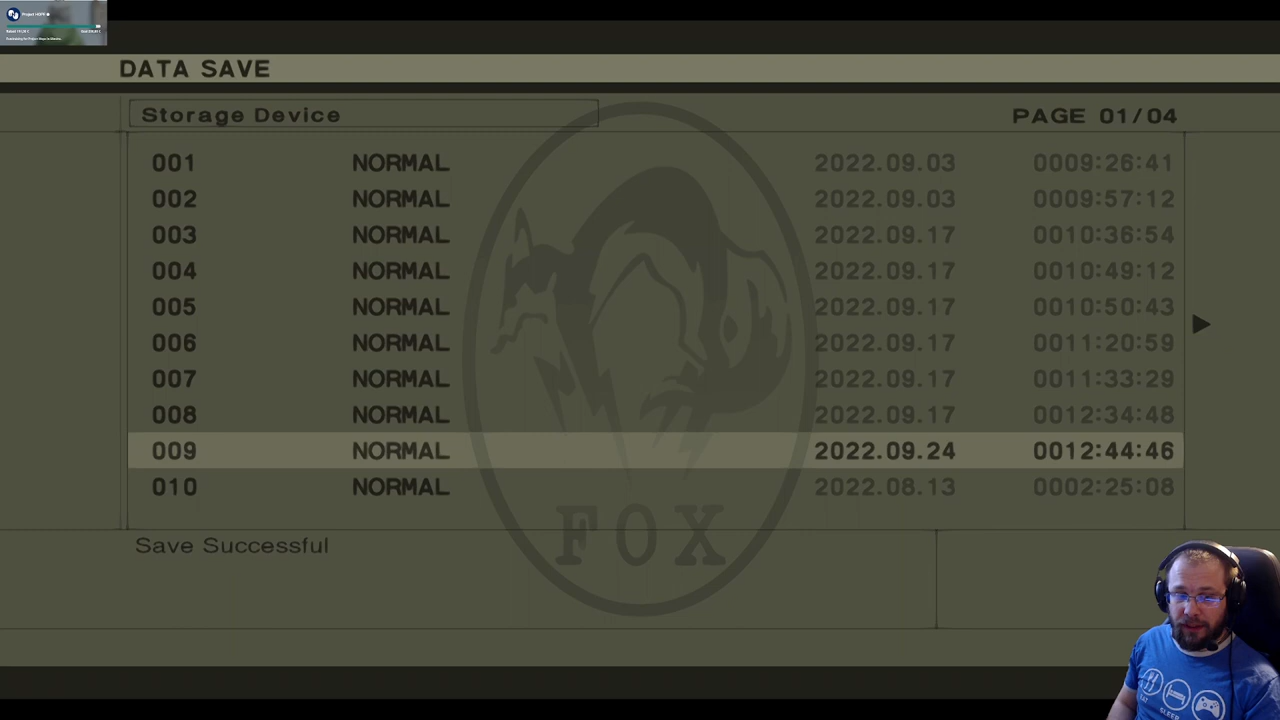 Project HOPE
DATA SAVE
Storage Device
PAGE 01/04
001 NORMAL 2022.09.03 0009:26:41
002 NORMAL 2022.09.03 0009:57:12
003 NORMAL 2022.09.17 0010:36:54
004 NORMAL 2022.09.17 0010:49:12
005 NORMAL 2022.09.17 0010:50:43
006 NORMAL 2022.09.17 0011:20:59
007 NORMAL 2022.09.17 0011:33:29
008 NORMAL 2022.09.17 0012:34:48
009 NORMAL 2022.09.24 0012:44:46
010 NORMAL 2022.08.13 0002:25:08
FOX
Save Successful
EAT
SLEEP